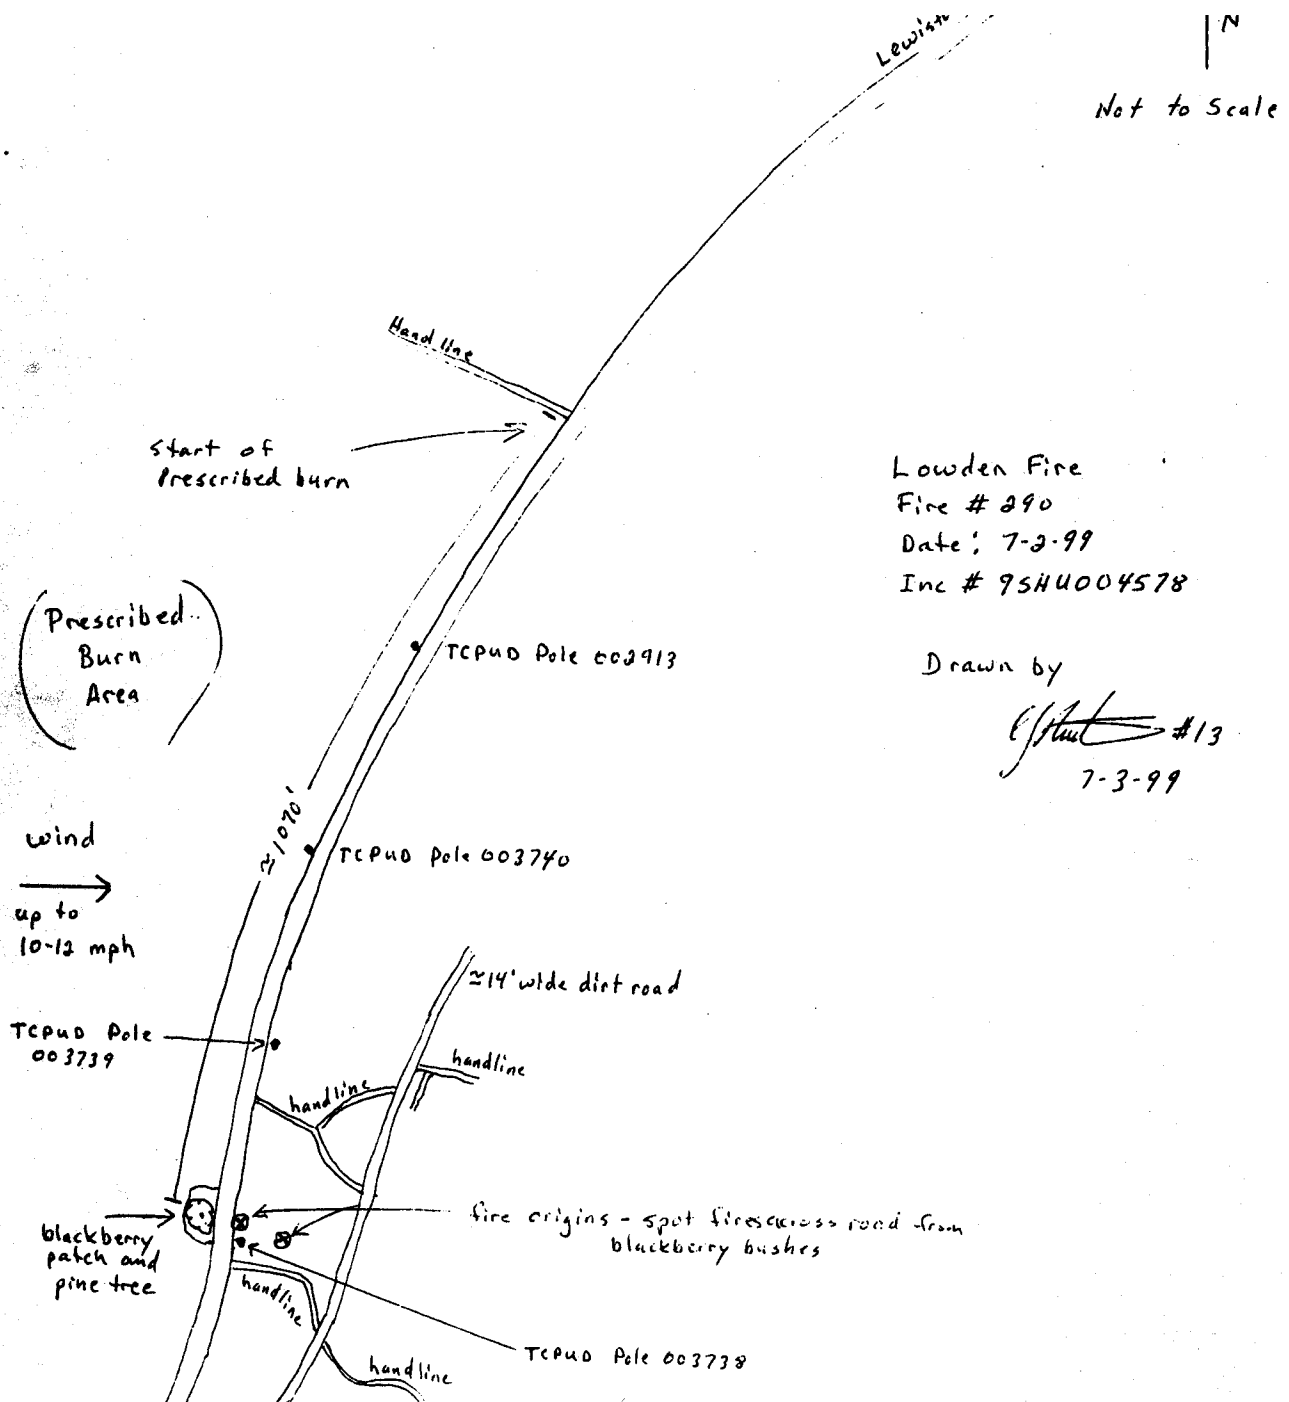 N
Not to Scale
Hand line
Start of
Prescribed burn
Lowden Fire
Fire # 290
Date: 7-2-99
Inc # 9SHU004578
Prescribed
Burn
Area
TCPUD Pole 002913
Drawn by
#13
7-3-99
≈1070'
wind
up to
10-12 mph
TCPUD Pole 003740
≈14' wide dirt road
TCPUD Pole
003739
handline
handline
fire origins - spot fires across road from
blackberry bushes
blackberry
patch and
pine tree
handline
TCPUD Pole 003738
handline